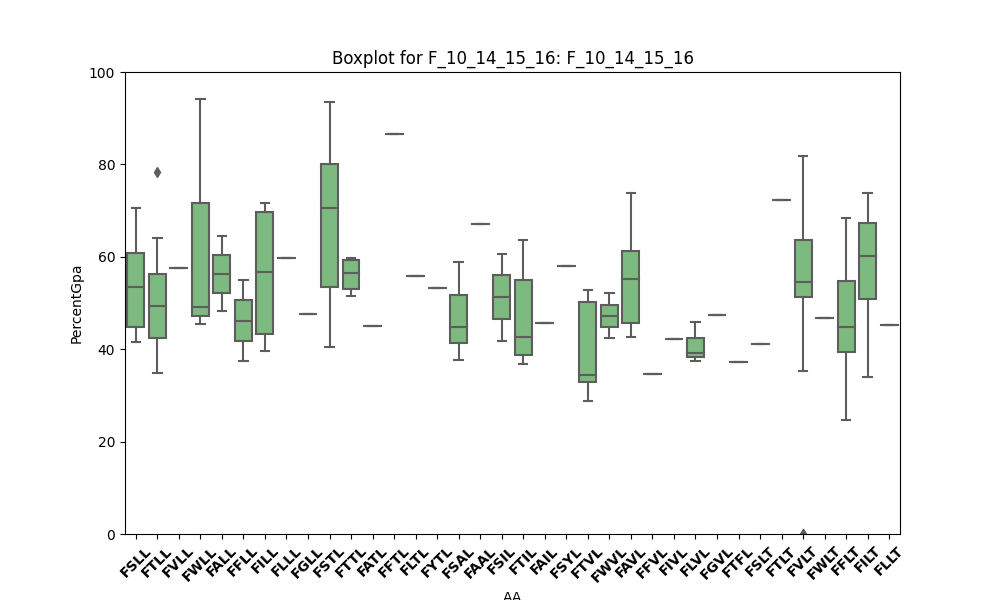 Boxplot for F_10_14_15_16: F_10_14_15_16
100
80
60
40
20
0
PercentGpa
FSLL FTLL FVLL FWLL FALL FFLL FILL FLLL FGLL FSTL FTTL FATL FFTL FLTL FYTL FSAL FAAL FSIL FTIL FAIL FSYL FTVL FWVL FAVL FFVL FIVL FLVL FGVL FTFL FSLT FTLT FVLT FWLT FFLT FILT FLLT
AA